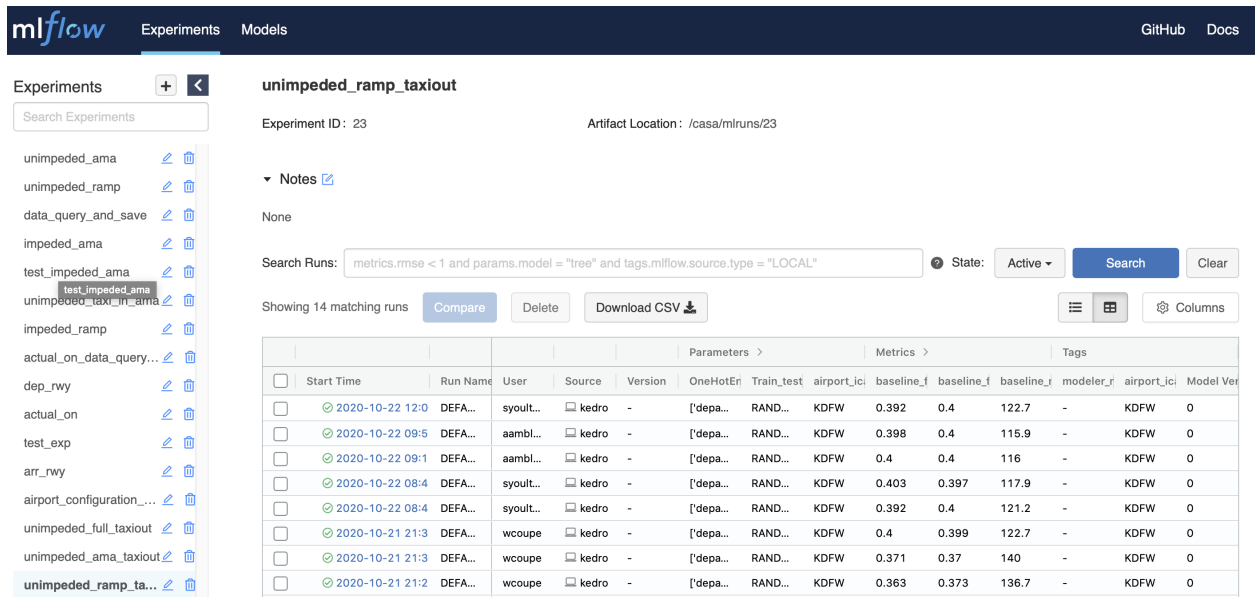 mlflow Experiments Models GitHub Docs
Experiments
Search Experiments
unimpeded_ama
unimpeded_ramp
data_query_and_save
impeded_ama
test_impeded_ama
test_impeded_ama
unimpeded_taxi_in_ama
impeded_ramp
actual_on_data_query...
dep_rwy
actual_on
test_exp
arr_rwy
airport_configuration_...
unimpeded_full_taxiout
unimpeded_ama_taxiout
unimpeded_ramp_ta...
unimpeded_ramp_taxiout
Experiment ID: 23 Artifact Location: /casa/mlruns/23
Notes
None
Search Runs: metrics.rmse < 1 and params.model = "tree" and tags.mlflow.source.type = "LOCAL" ? State: Active Search Clear
Showing 14 matching runs Compare Delete Download CSV Columns
Parameters > Metrics > Tags
Start Time Run Name User Source Version OneHotEn Train_test airport_ica baseline_f baseline_f baseline_r modeler_r airport_ica Model Ver
2020-10-22 12:0 DEFA... syoult... kedro - ['depa... RAND... KDFW 0.392 0.4 122.7 - KDFW 0
2020-10-22 09:5 DEFA... aambl... kedro - ['depa... RAND... KDFW 0.398 0.4 115.9 - KDFW 0
2020-10-22 09:1 DEFA... aambl... kedro - ['depa... RAND... KDFW 0.4 0.4 116 - KDFW 0
2020-10-22 08:4 DEFA... syoult... kedro - ['depa... RAND... KDFW 0.403 0.397 117.9 - KDFW 0
2020-10-22 08:4 DEFA... syoult... kedro - ['depa... RAND... KDFW 0.392 0.4 121.2 - KDFW 0
2020-10-21 21:3 DEFA... wcoupe kedro - ['depa... RAND... KDFW 0.4 0.399 122.7 - KDFW 0
2020-10-21 21:3 DEFA... wcoupe kedro - ['depa... RAND... KDFW 0.371 0.37 140 - KDFW 0
2020-10-21 21:2 DEFA... wcoupe kedro - ['depa... RAND... KDFW 0.363 0.373 136.7 - KDFW 0